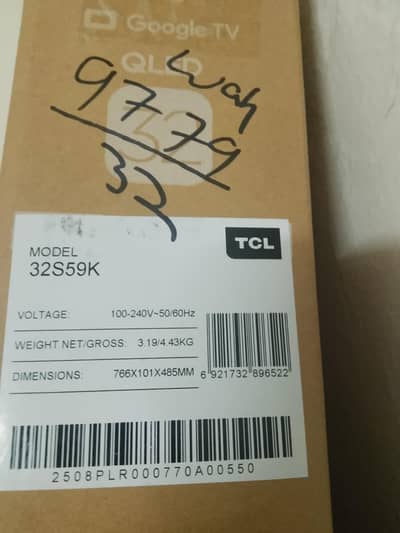 Google TV
QLED
Wah
9779
32
32
TCL
MODEL
32S59K
VOLTAGE: 100-240V~50/60Hz
WEIGHT NET/GROSS: 3.19/4.43KG
DIMENSIONS: 766X101X485MM
6 921732 896522
2508PLR000770A00550